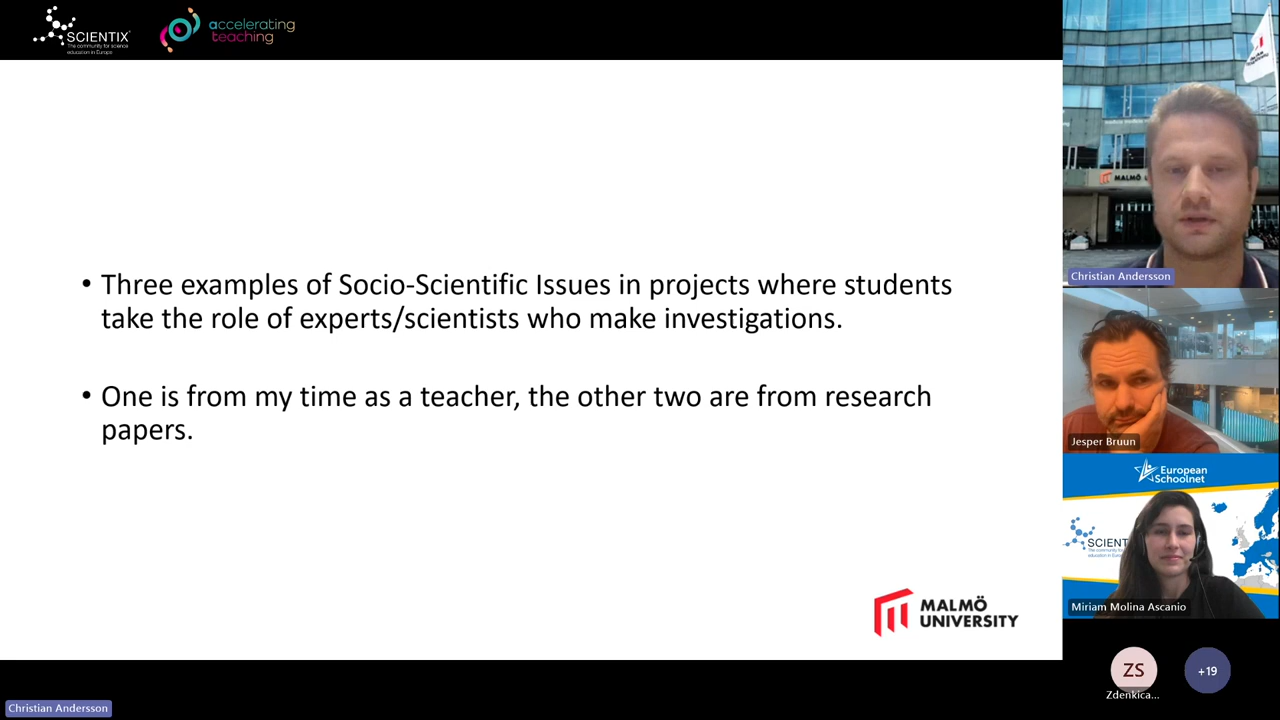 SCIENTIX
The community for science
education in Europe
accelerating
teaching
• Three examples of Socio-Scientific Issues in projects where students
take the role of experts/scientists who make investigations.
• One is from my time as a teacher, the other two are from research
papers.
MALMÖ
UNIVERSITY
MALMÖ
Christian Andersson
Jesper Bruun
European
Schoolnet
SCIENT
Miriam Molina Ascanio
ZS
Zdenkica...
+19
Christian Andersson